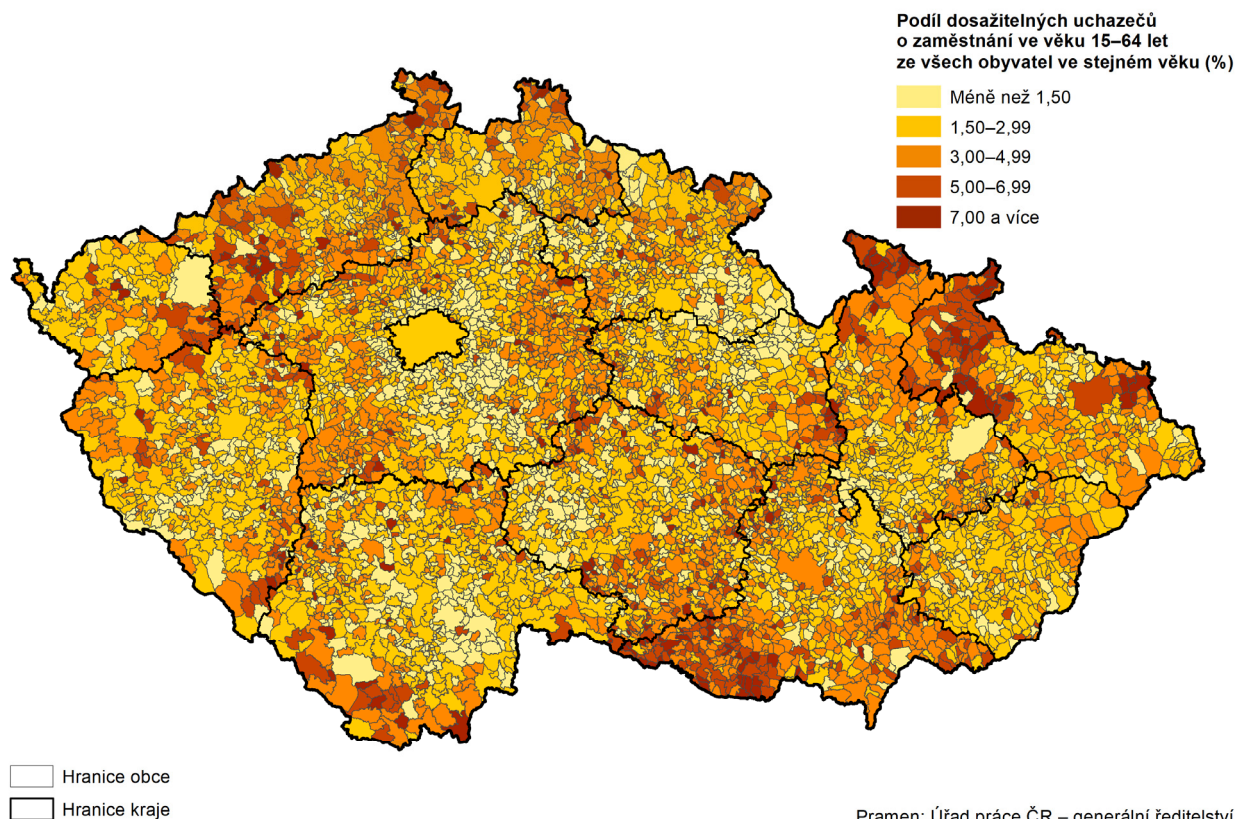 Podíl dosažitelných uchazečů
o zaměstnání ve věku 15–64 let
ze všech obyvatel ve stejném věku (%)
Méně než 1,50
1,50–2,99
3,00–4,99
5,00–6,99
7,00 a více
Hranice obce
Hranice kraje
Pramen: Úřad práce ČR – generální ředitelství